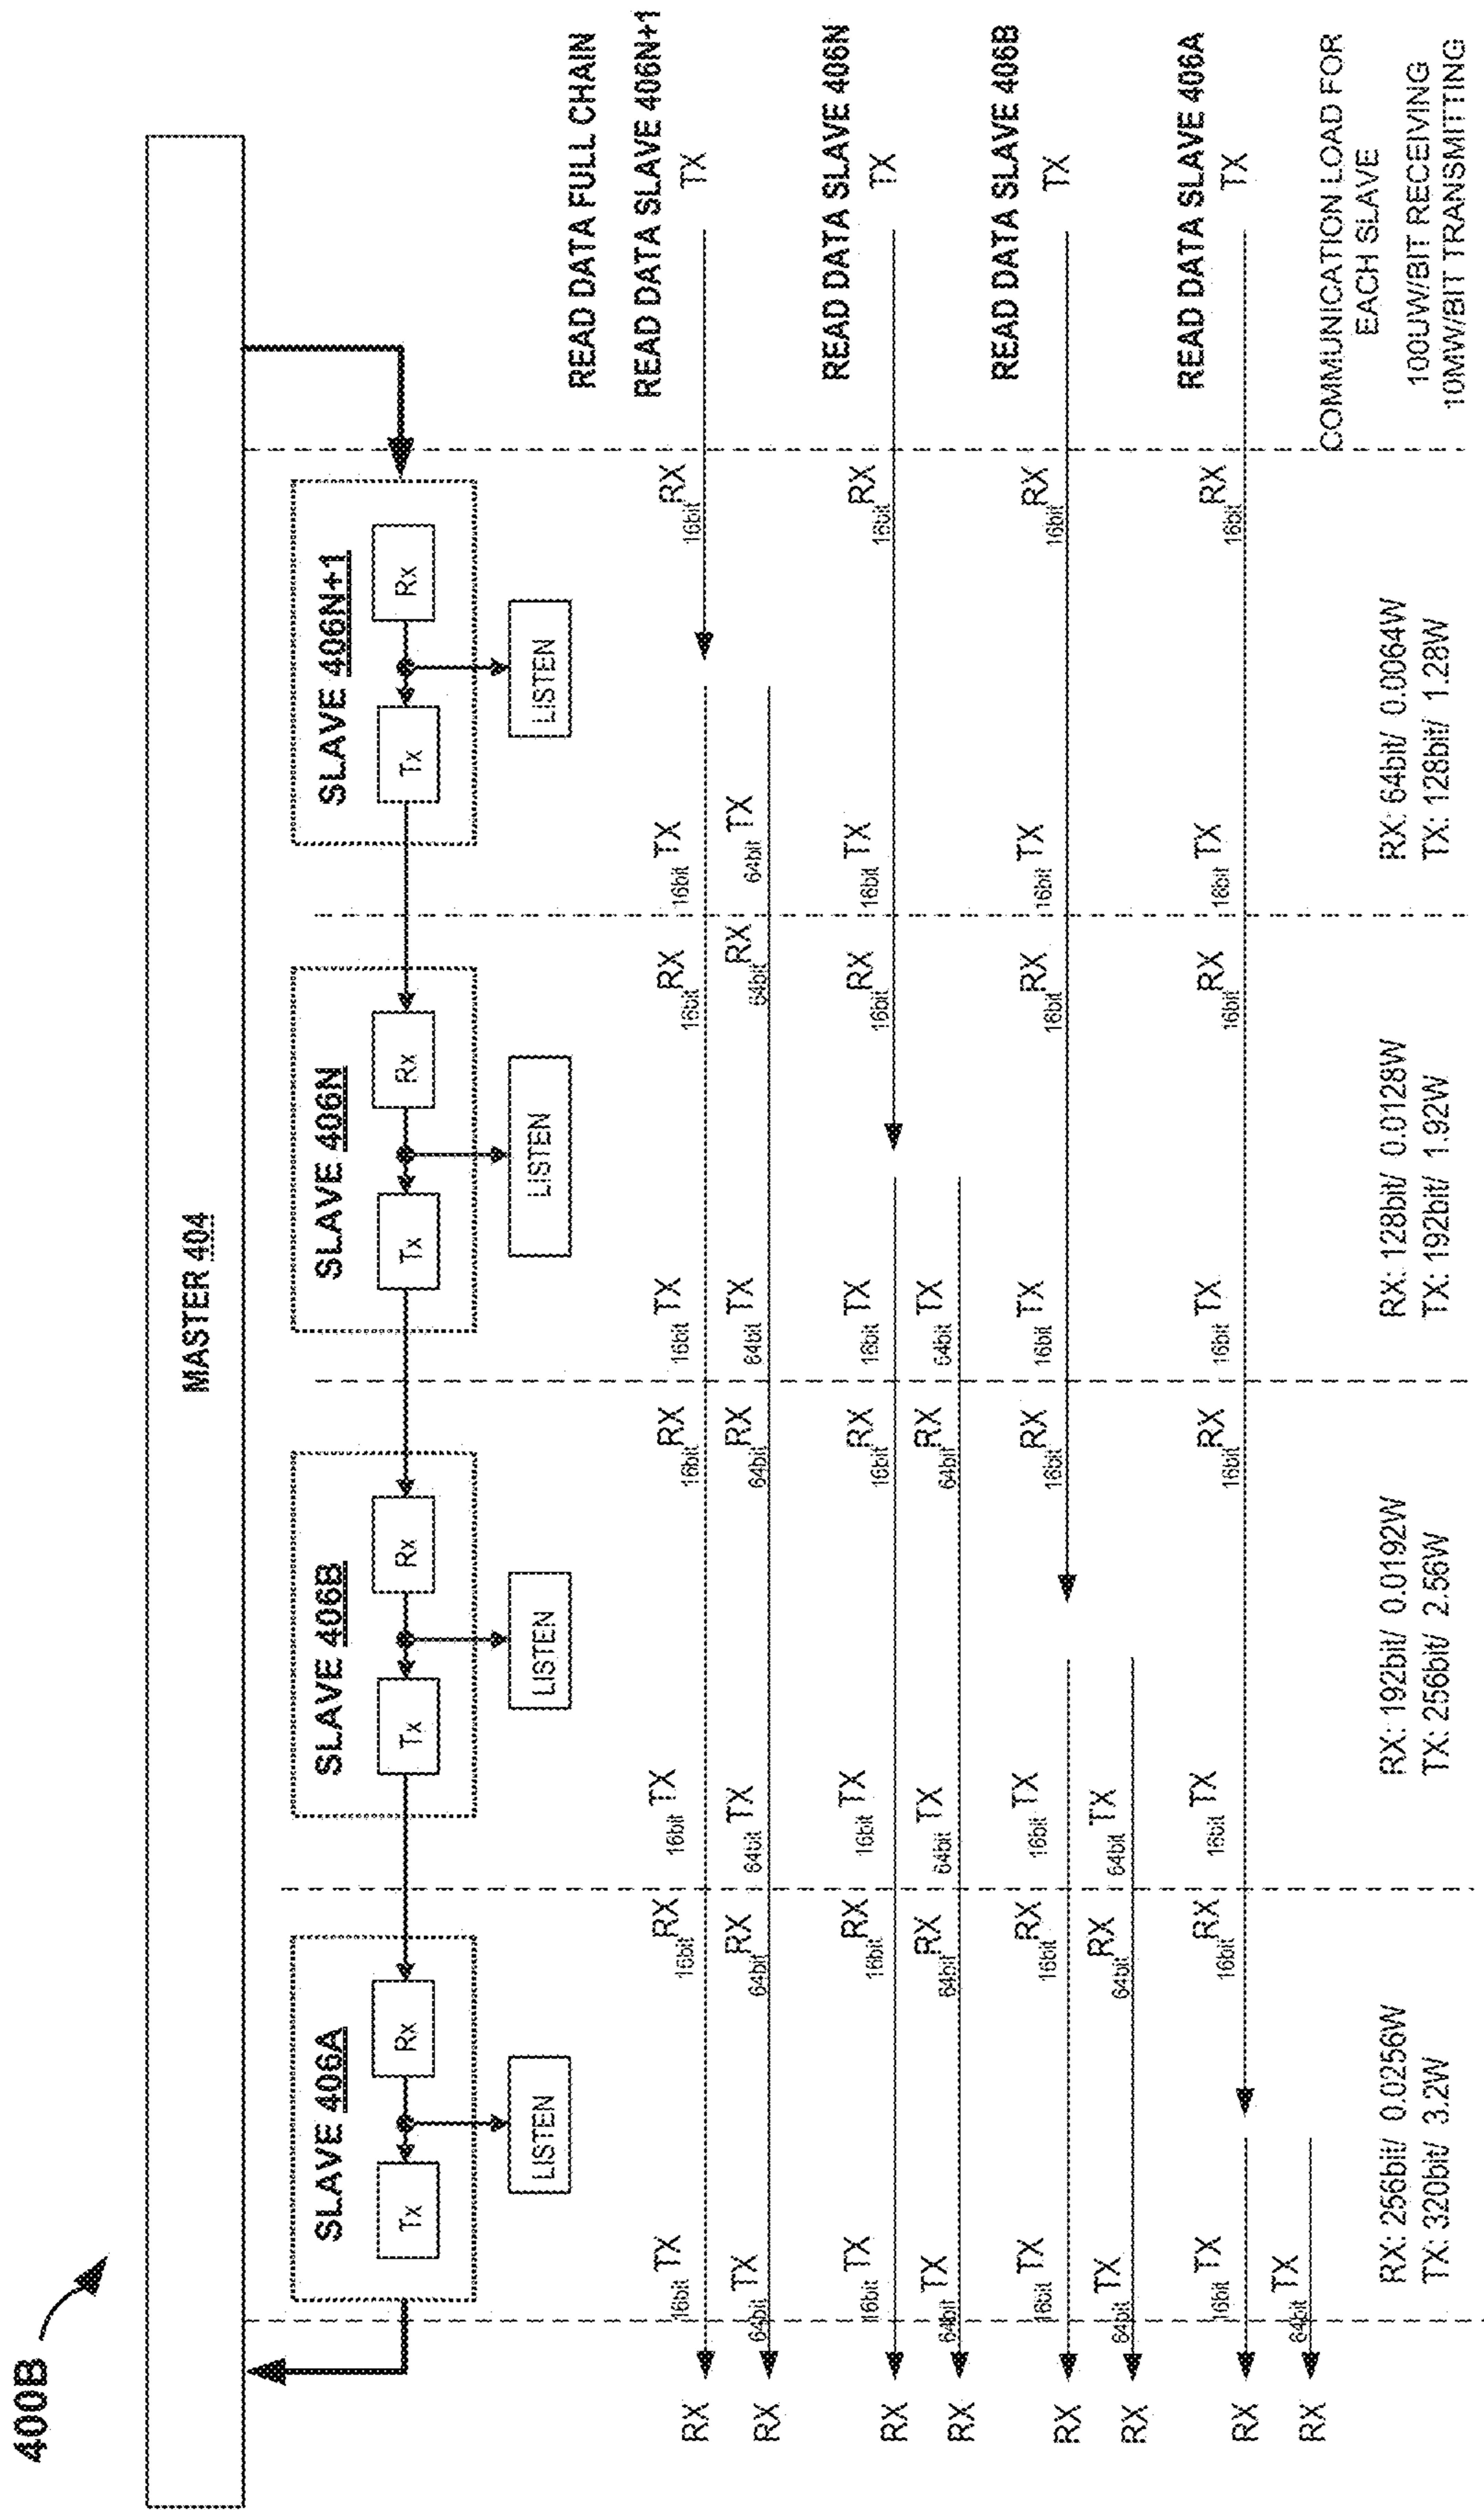 400B
MASTER 404
SLAVE 406A SLAVE 406B SLAVE 406N SLAVE 406N+1
Tx Rx Tx Rx Tx Rx Tx Rx
LISTEN LISTEN LISTEN LISTEN
READ DATA FULL CHAIN
READ DATA SLAVE 406N+1
RX 16bit TX 16bit RX 16bit TX 16bit RX 16bit TX 16bit RX 16bit TX 16bit RX TX
RX 64bit TX 64bit RX 64bit TX 64bit RX 64bit TX 64bit RX 64bit TX
READ DATA SLAVE 406N
RX 16bit TX 16bit RX 16bit TX 16bit RX 16bit TX 16bit RX 16bit TX 16bit RX TX
RX 64bit TX 64bit RX 64bit TX 64bit RX 64bit TX
READ DATA SLAVE 406B
RX 16bit TX 16bit RX 16bit TX 16bit RX 16bit TX 16bit RX 16bit TX 16bit RX TX
RX 64bit TX 64bit RX 64bit TX
READ DATA SLAVE 406A
RX 16bit TX 16bit RX 16bit TX 16bit RX 16bit TX 16bit RX 16bit TX 16bit RX TX
RX 64bit TX
COMMUNICATION LOAD FOR
EACH SLAVE
100UW/BIT RECEIVING
10MW/BIT TRANSMITTING
RX: 256bit/ 0.0256W RX: 192bit/ 0.0192W RX: 128bit/ 0.0128W RX: 64bit/ 0.0064W
TX: 320bit/ 3.2W TX: 256bit/ 2.56W TX: 192bit/ 1.92W TX: 128bit/ 1.28W